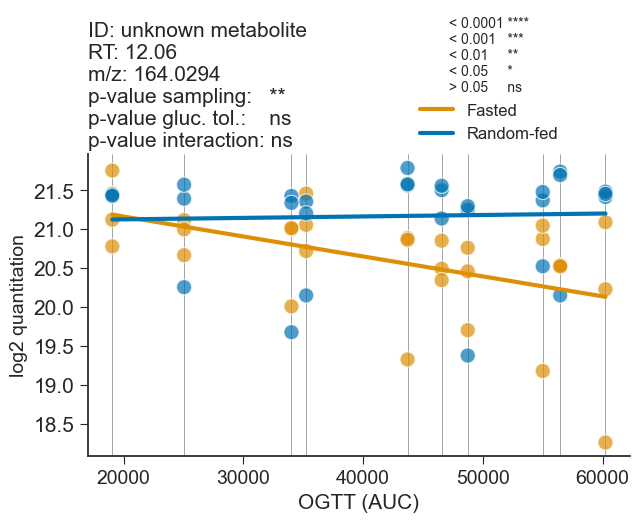 ID: unknown metabolite
RT: 12.06
m/z: 164.0294
p-value sampling: **
p-value gluc. tol.: ns
p-value interaction: ns
< 0.0001 ****
< 0.001 ***
< 0.01 **
< 0.05 *
> 0.05 ns
Fasted
Random-fed
log2 quantitation
21.5
21.0
20.5
20.0
19.5
19.0
18.5
20000 30000 40000 50000 60000
OGTT (AUC)